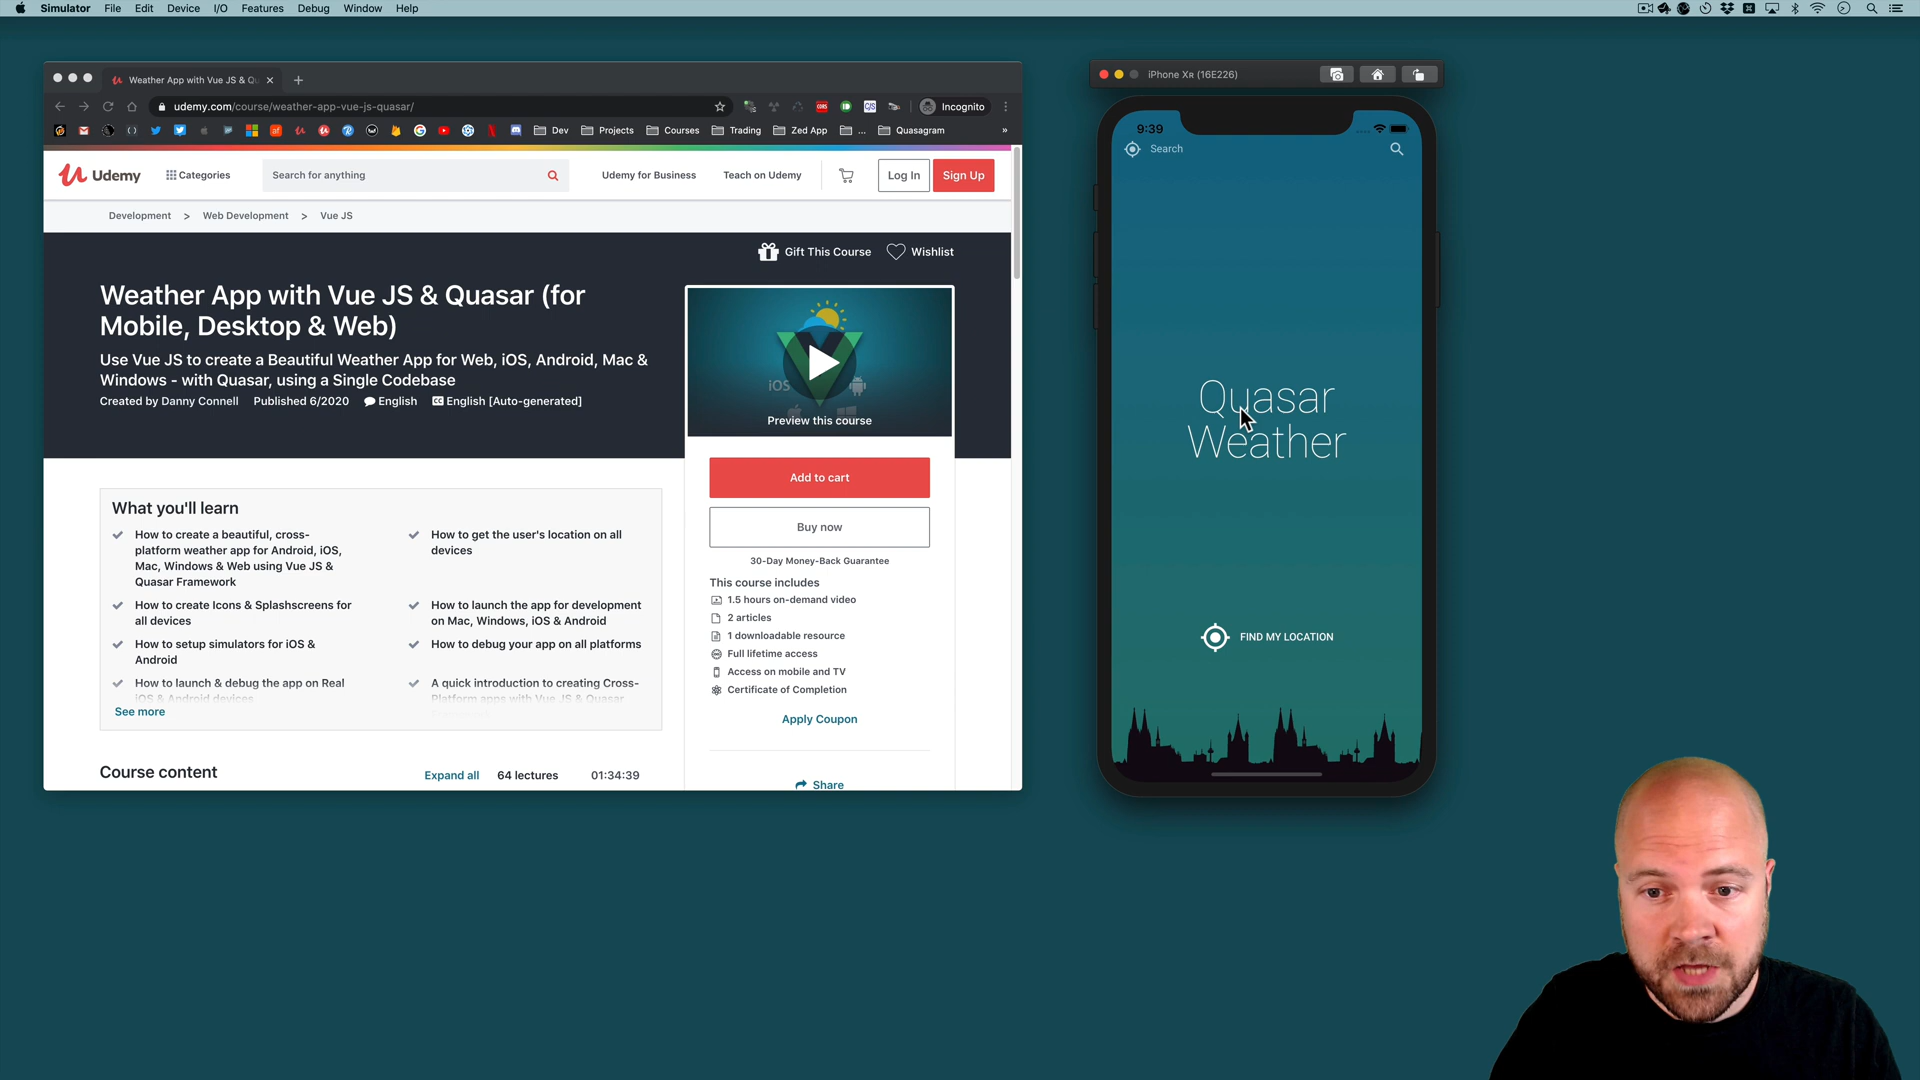 Simulator File Edit Device I/O Features Debug Window Help
Weather App with Vue JS & Qu
udemy.com/course/weather-app-vue-js-quasar/
Incognito
Dev Projects Courses Trading Zed App ... Quasagram »
Udemy
Categories
Search for anything
Udemy for Business
Teach on Udemy
Log In
Sign Up
Development > Web Development > Vue JS
Gift This Course
Wishlist
Weather App with Vue JS & Quasar (for
Mobile, Desktop & Web)
Use Vue JS to create a Beautiful Weather App for Web, iOS, Android, Mac &
Windows - with Quasar, using a Single Codebase
Created by Danny Connell Published 6/2020 English English [Auto-generated]
iOS
Preview this course
Add to cart
Buy now
30-Day Money-Back Guarantee
This course includes
1.5 hours on-demand video
2 articles
1 downloadable resource
Full lifetime access
Access on mobile and TV
Certificate of Completion
Apply Coupon
Share
What you'll learn
How to create a beautiful, cross-
platform weather app for Android, iOS,
Mac, Windows & Web using Vue JS &
Quasar Framework
How to create Icons & Splashscreens for
all devices
How to setup simulators for iOS &
Android
How to launch & debug the app on Real
iOS & Android devices
How to get the user's location on all
devices
How to launch the app for development
on Mac, Windows, iOS & Android
How to debug your app on all platforms
A quick introduction to creating Cross-
Platform apps with Vue JS & Quasar
See more
Course content
Expand all
64 lectures
01:34:39
iPhone XR (16E226)
9:39
Search
Quasar
Weather
FIND MY LOCATION